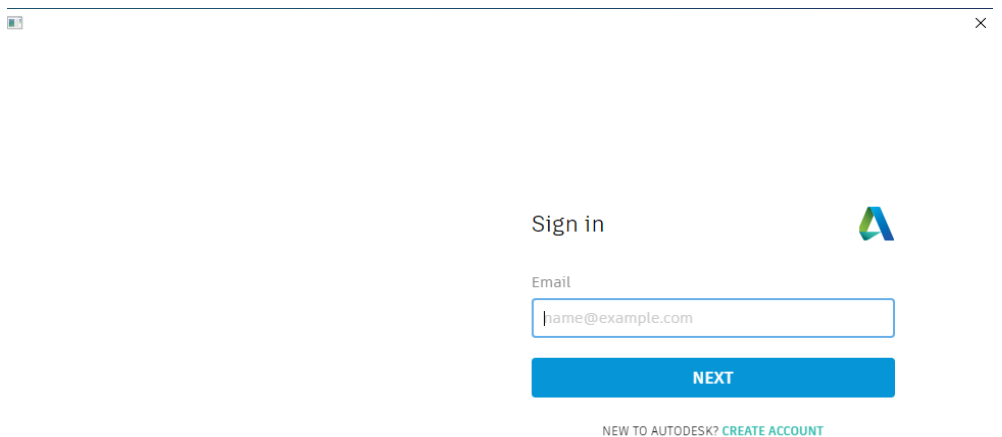 Sign in
Email
name@example.com
NEXT
NEW TO AUTODESK? CREATE ACCOUNT